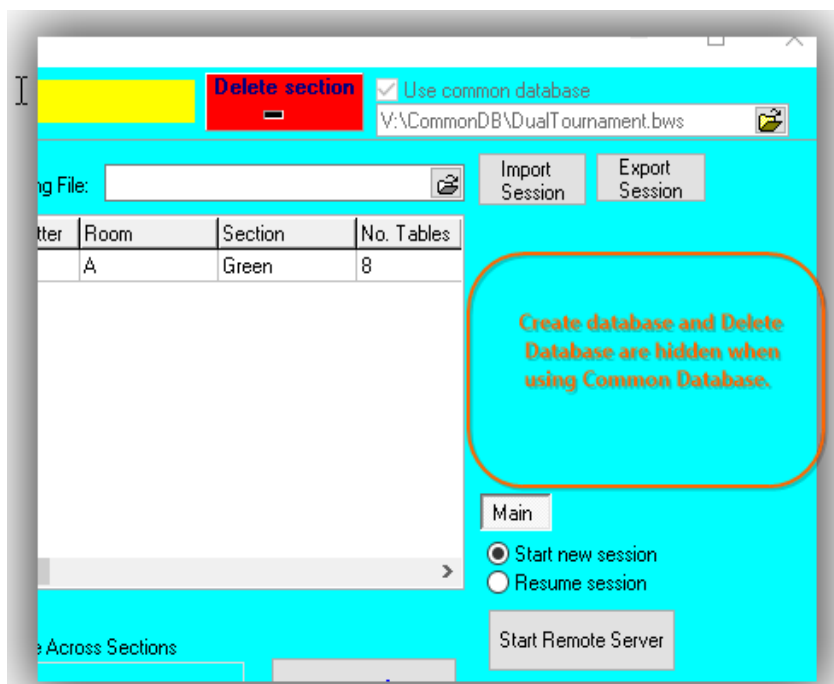 Delete section
Use common database
V:\CommonDB\DualTournament.bws
ng File:
Import
Session
Export
Session
tter Room Section No. Tables
A Green 8
Create database and Delete
Database are hidden when
using Common Database.
Main
Start new session
Resume session
Start Remote Server
e Across Sections